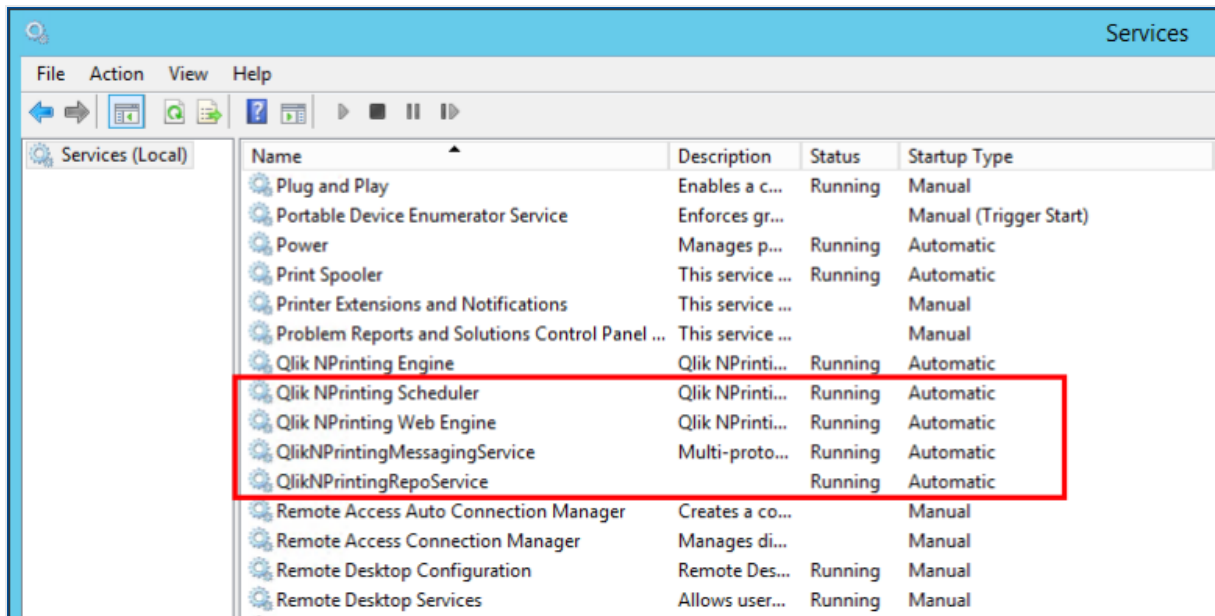 Services
File Action View Help
Services (Local)
Name Description Status Startup Type
Plug and Play Enables a c... Running Manual
Portable Device Enumerator Service Enforces gr... Manual (Trigger Start)
Power Manages p... Running Automatic
Print Spooler This service ... Running Automatic
Printer Extensions and Notifications This service ... Manual
Problem Reports and Solutions Control Panel ... This service ... Manual
Qlik NPrinting Engine Qlik NPrinti... Running Automatic
Qlik NPrinting Scheduler Qlik NPrinti... Running Automatic
Qlik NPrinting Web Engine Qlik NPrinti... Running Automatic
QlikNPrintingMessagingService Multi-proto... Running Automatic
QlikNPrintingRepoService Running Automatic
Remote Access Auto Connection Manager Creates a co... Manual
Remote Access Connection Manager Manages di... Manual
Remote Desktop Configuration Remote Des... Running Manual
Remote Desktop Services Allows user... Running Manual